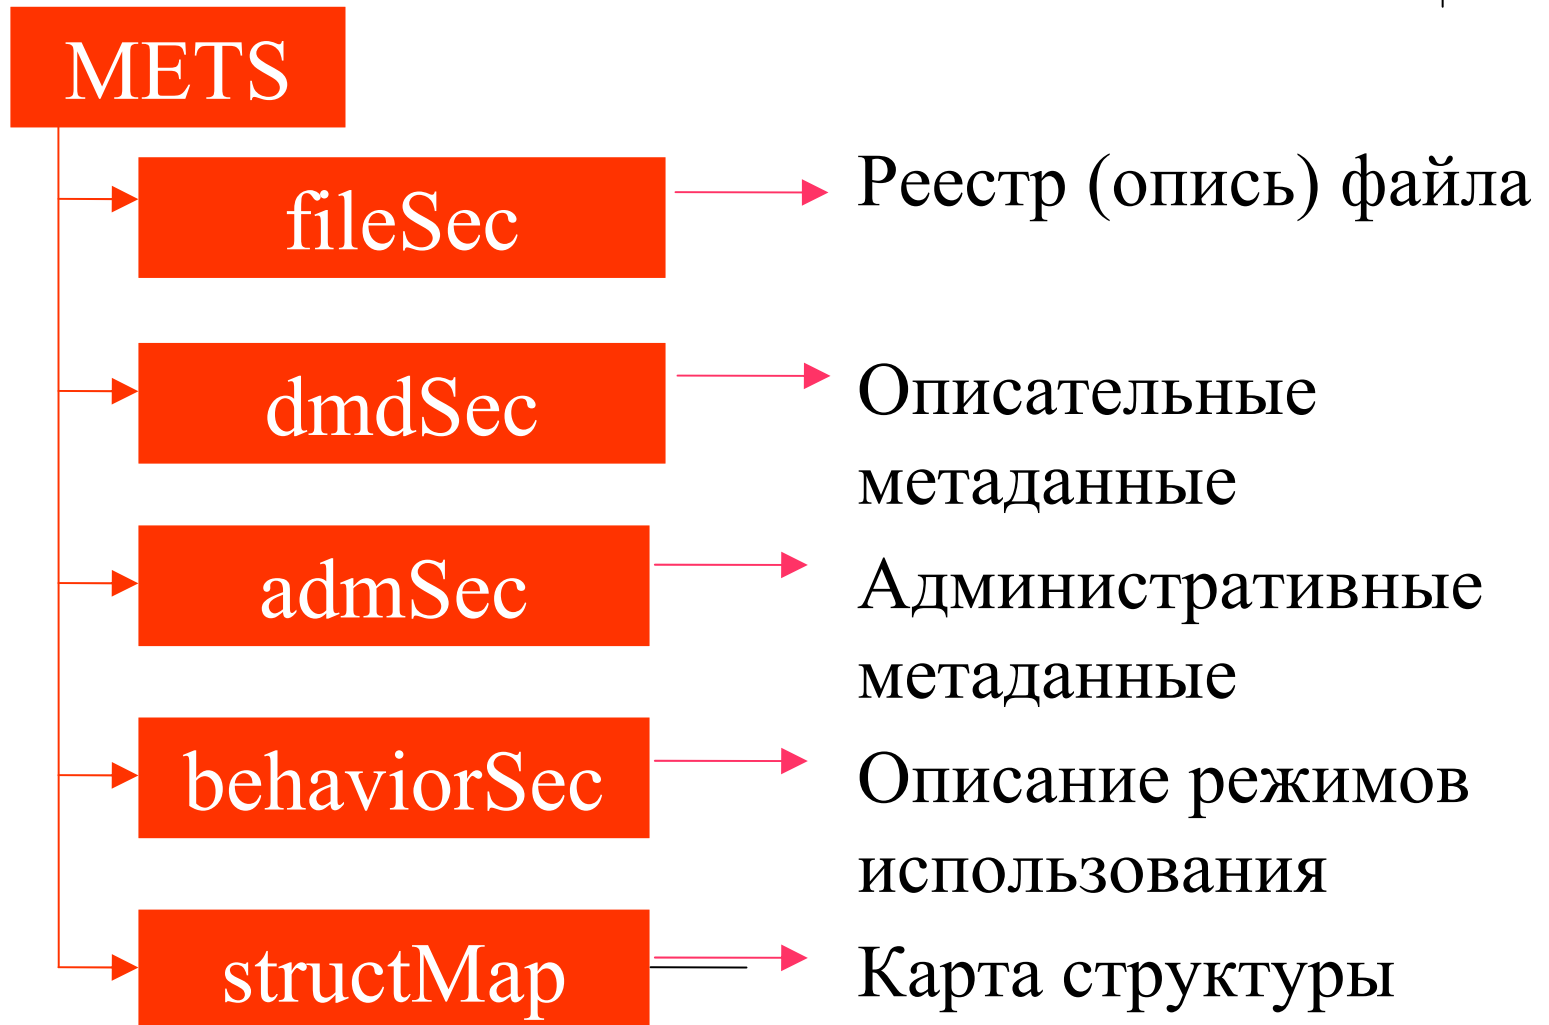 METS
fileSec
Реестр (опись) файла
dmdSec
Описательные
метаданные
admSec
Административные
метаданные
behaviorSec
Описание режимов
использования
structMap
Карта структуры